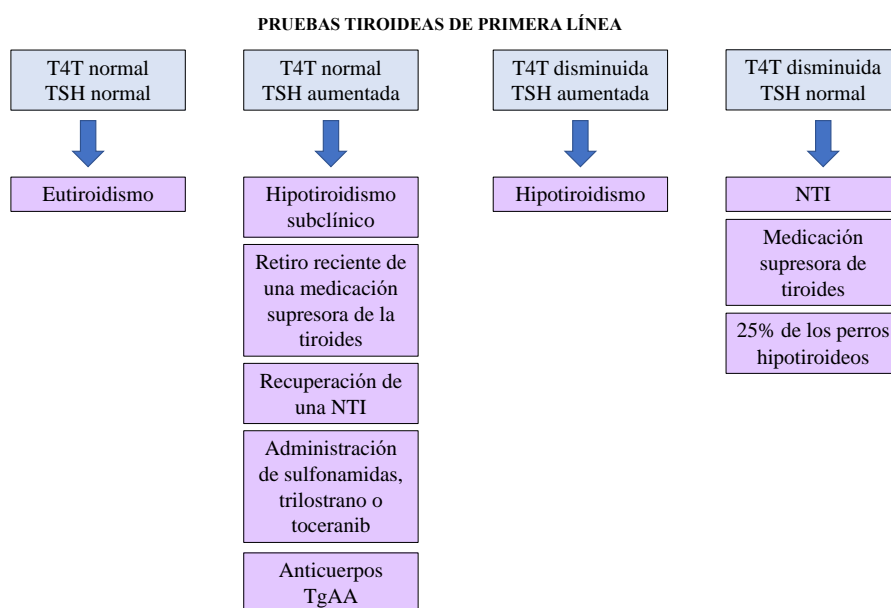 PRUEBAS TIROIDEAS DE PRIMERA LÍNEA
T4T normal
TSH normal
Eutiroidismo
T4T normal
TSH aumentada
Hipotiroidismo
subclínico
Retiro reciente de
una medicación
supresora de la
tiroides
Recuperación de
una NTI
Administración
de sulfonamidas,
trilostrano o
toceranib
Anticuerpos
TgAA
T4T disminuida
TSH aumentada
Hipotiroidismo
T4T disminuida
TSH normal
NTI
Medicación
supresora de
tiroides
25% de los perros
hipotiroideos